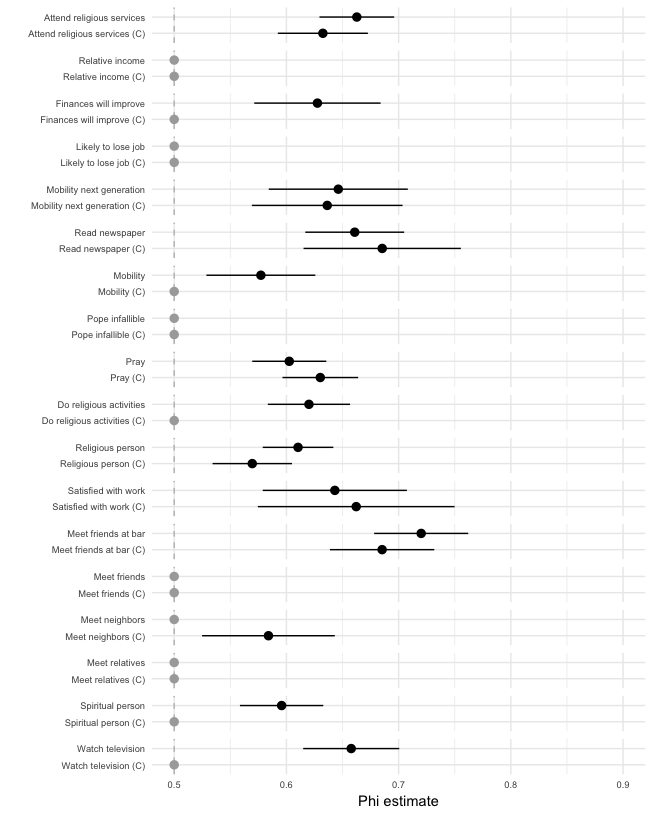 Attend religious services
Attend religious services (C)
Relative income
Relative income (C)
Finances will improve
Finances will improve (C)
Likely to lose job
Likely to lose job (C)
Mobility next generation
Mobility next generation (C)
Read newspaper
Read newspaper (C)
Mobility
Mobility (C)
Pope infallible
Pope infallible (C)
Pray
Pray (C)
Do religious activities
Do religious activities (C)
Religious person
Religious person (C)
Satisfied with work
Satisfied with work (C)
Meet friends at bar
Meet friends at bar (C)
Meet friends
Meet friends (C)
Meet neighbors
Meet neighbors (C)
Meet relatives
Meet relatives (C)
Spiritual person
Spiritual person (C)
Watch television
Watch television (C)
0.5 0.6 0.7 0.8 0.9
Phi estimate